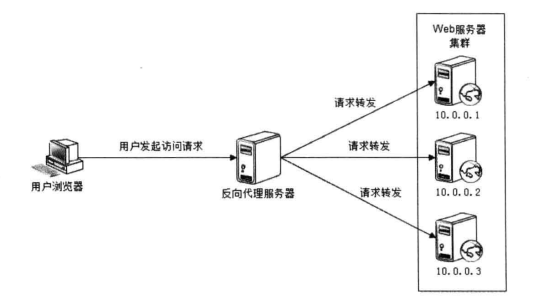 Web服务器
集群
请求转发
10.0.0.1
用户发起访问请求
请求转发
用户浏览器
反向代理服务器
请求转发
10.0.0.2
10.0.0.3